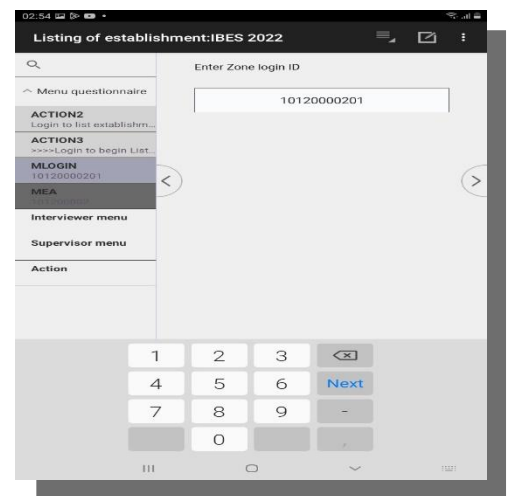 02:54
Listing of establishment:IBES 2022
Enter Zone login ID
10120000201
Menu questionnaire
ACTION2
Login to list extablishm...
ACTION3
>>>>Login to begin List...
MLOGIN
10120000201
MEA
Interviewer menu
Supervisor menu
Action
1 2 3
4 5 6 Next
7 8 9 -
0 ,